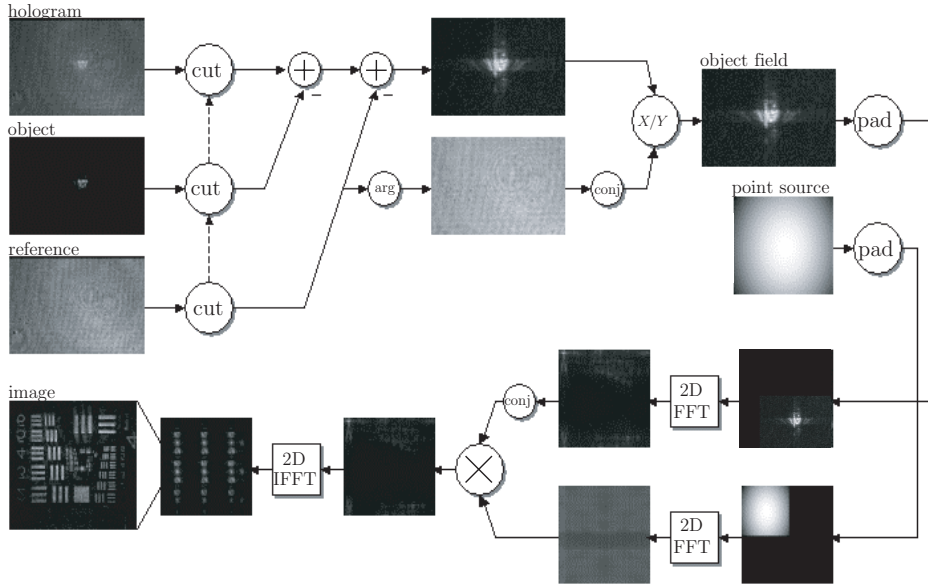 hologram
cut
+
−
+
−
object
cut
arg
conj
X/Y
object field
pad
reference
cut
point source
pad
image
2D
IFFT
conj
2D
FFT
2D
FFT